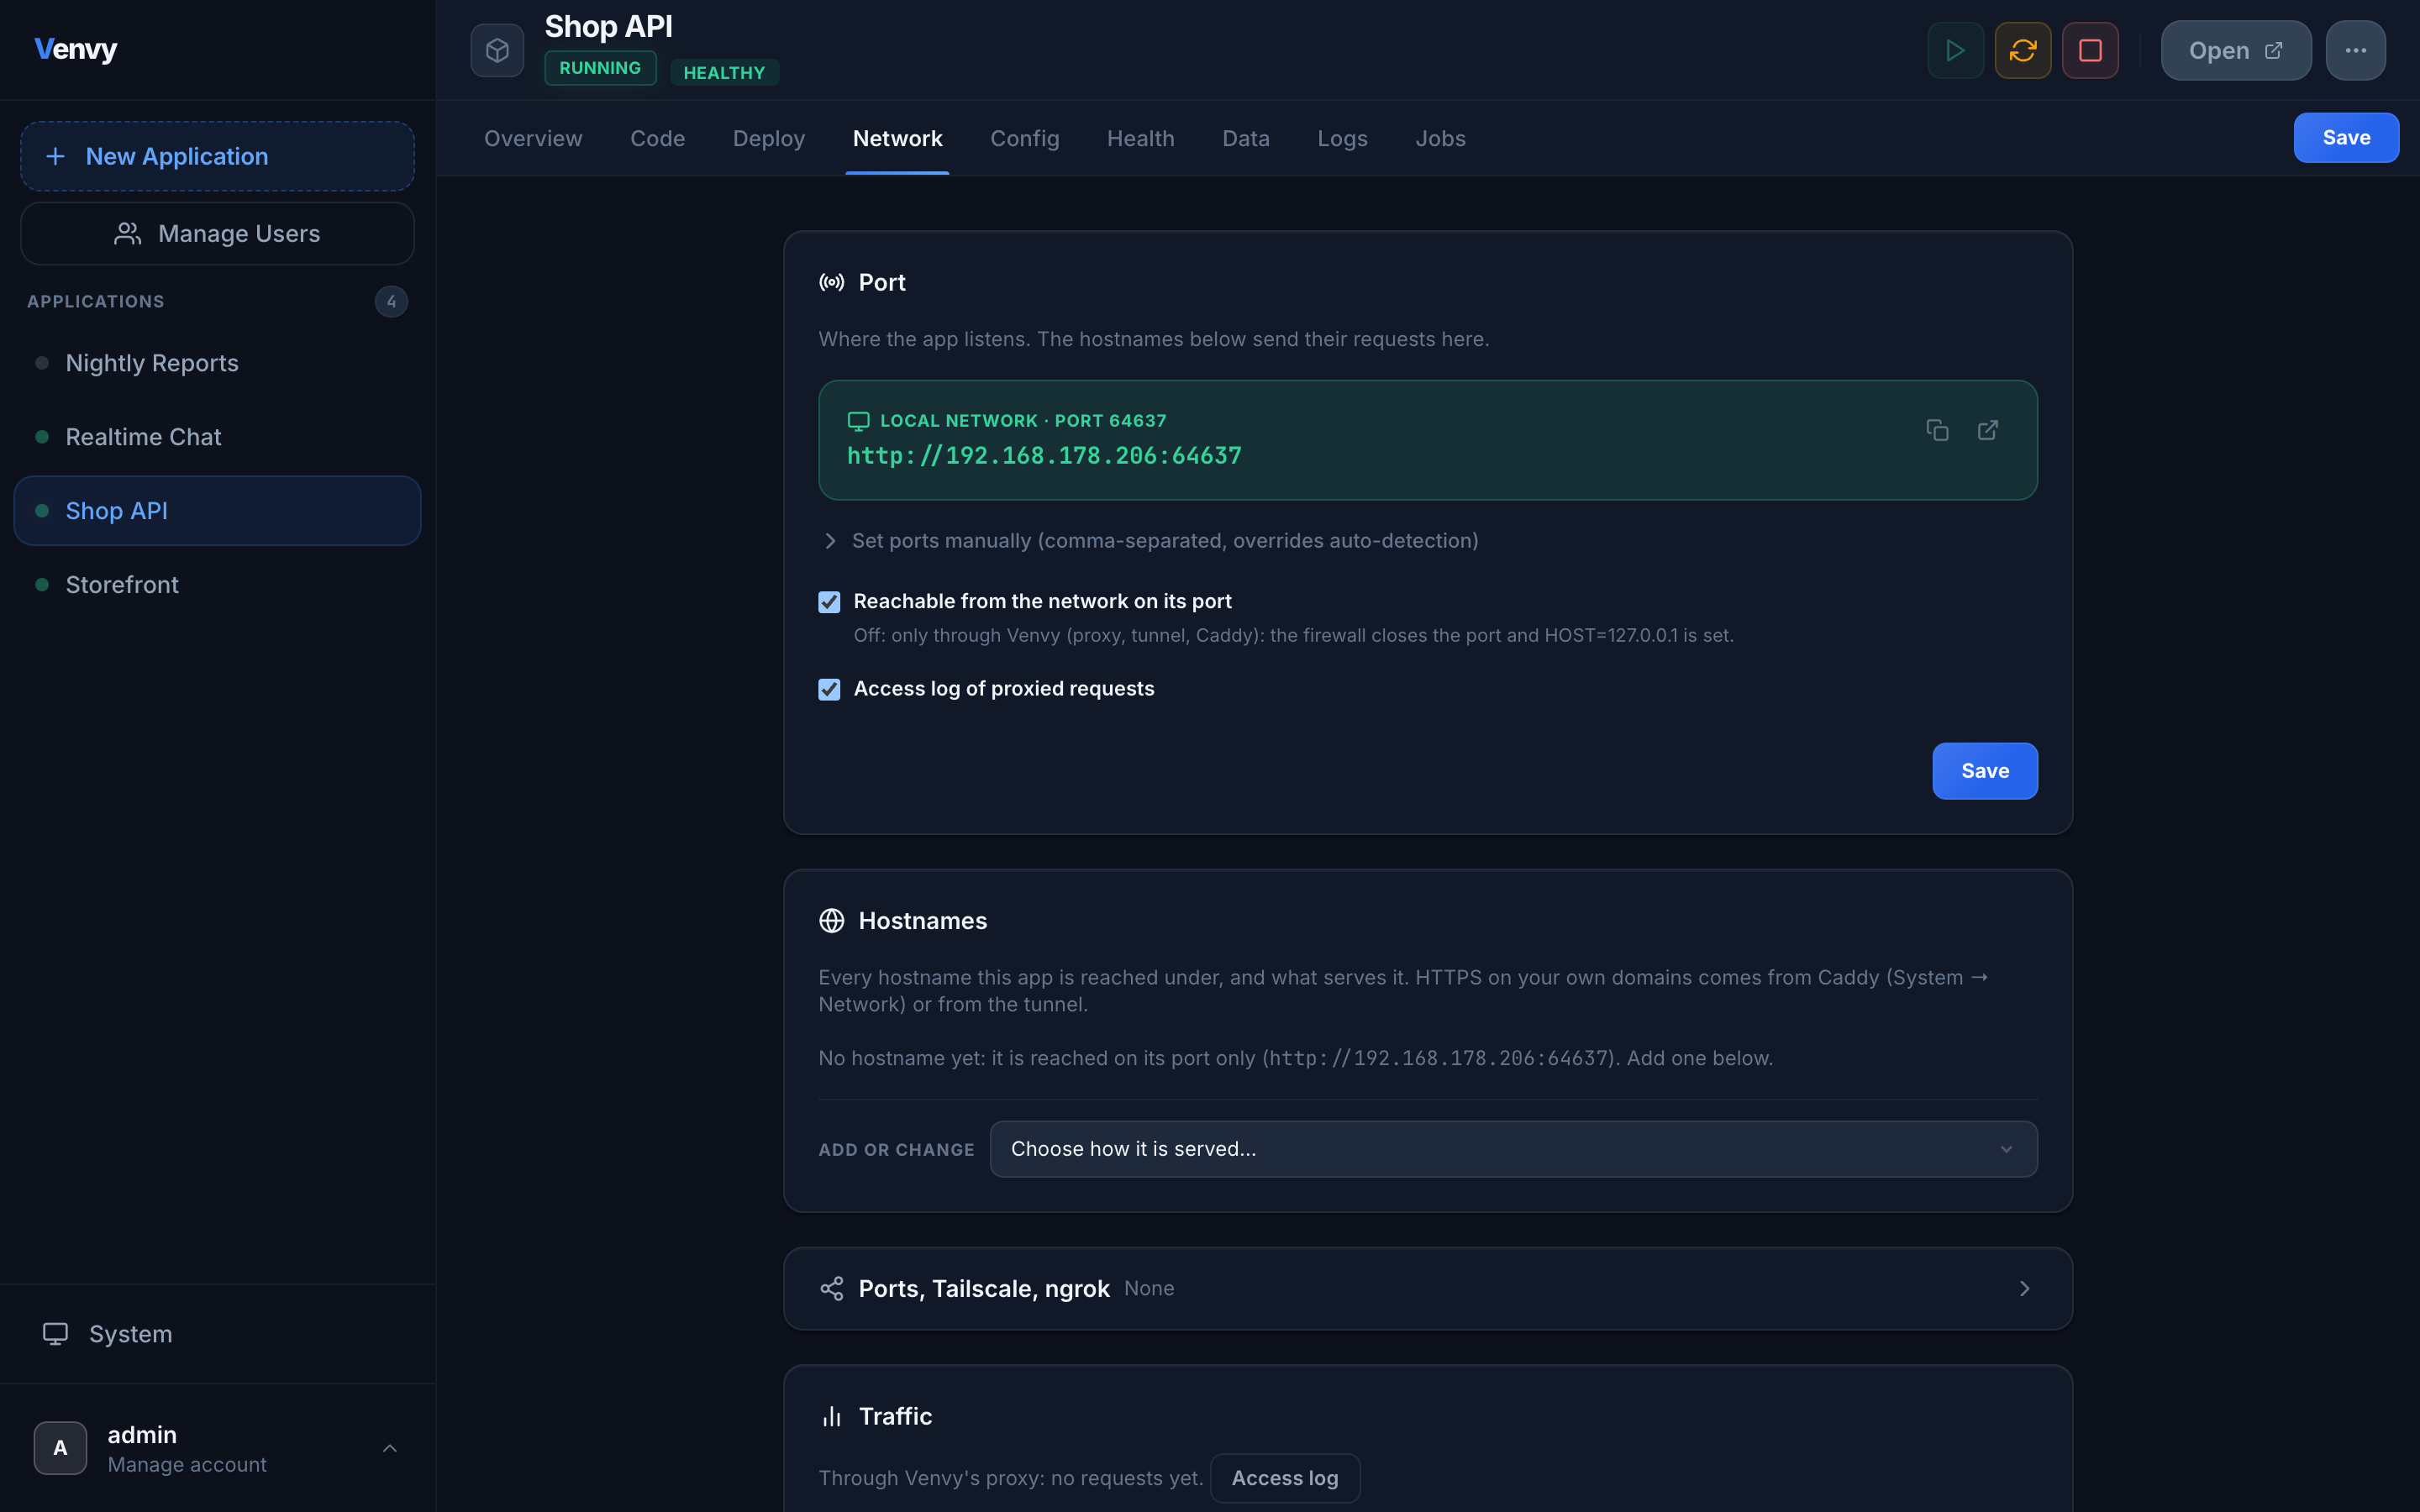 Venvy
New Application
Manage Users
APPLICATIONS 4
Nightly Reports
Realtime Chat
Shop API
Storefront
System
A
admin
Manage account
Shop API
RUNNING HEALTHY
Open
Overview Code Deploy Network Config Health Data Logs Jobs
Save
Port
Where the app listens. The hostnames below send their requests here.
LOCAL NETWORK · PORT 64637
http://192.168.178.206:64637
Set ports manually (comma-separated, overrides auto-detection)
Reachable from the network on its port
Off: only through Venvy (proxy, tunnel, Caddy): the firewall closes the port and HOST=127.0.0.1 is set.
Access log of proxied requests
Save
Hostnames
Every hostname this app is reached under, and what serves it. HTTPS on your own domains comes from Caddy (System →
Network) or from the tunnel.
No hostname yet: it is reached on its port only (http://192.168.178.206:64637). Add one below.
ADD OR CHANGE Choose how it is served...
Ports, Tailscale, ngrok None
Traffic
Through Venvy's proxy: no requests yet. Access log